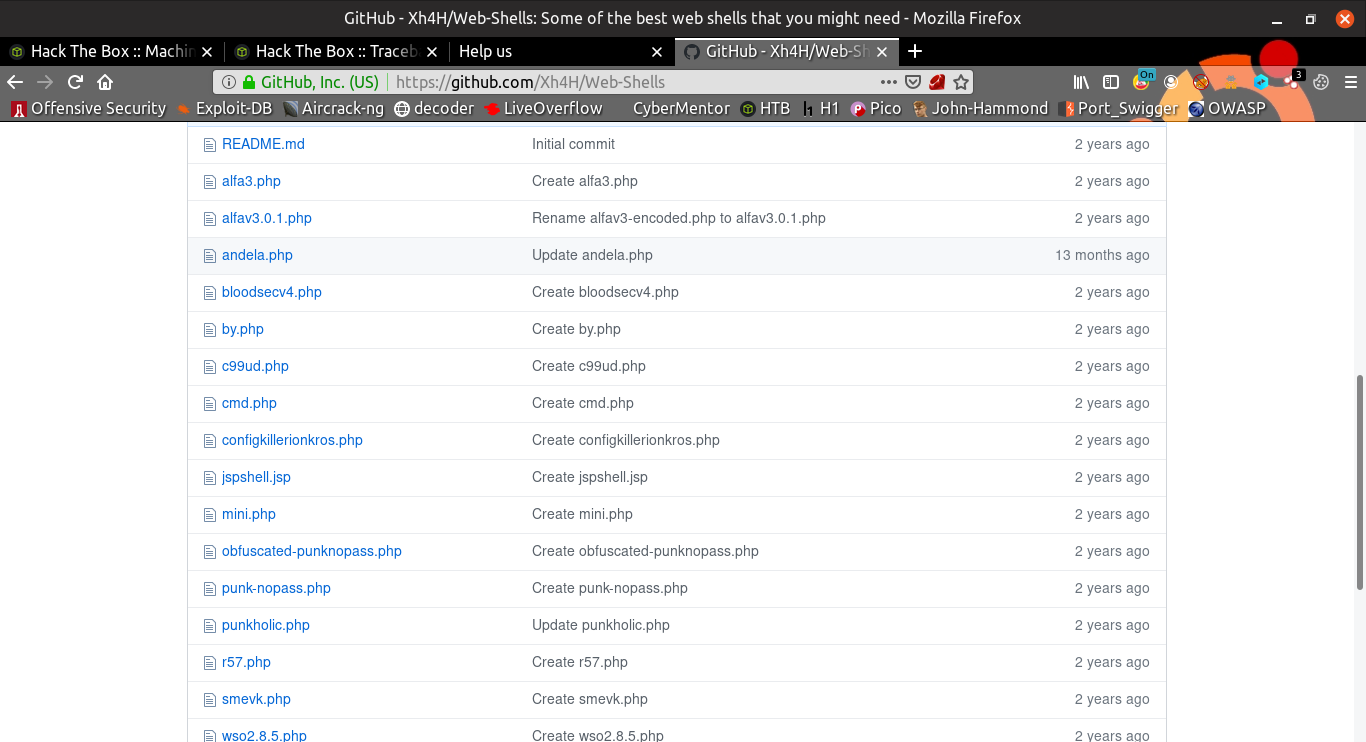 GitHub - Xh4H/Web-Shells: Some of the best web shells that you might need - Mozilla Firefox
Hack The Box :: Machin Hack The Box :: Traceb Help us GitHub - Xh4H/Web-Sh
GitHub, Inc. (US) https://github.com/Xh4H/Web-Shells On 3
Offensive Security Exploit-DB Aircrack-ng decoder LiveOverflow CyberMentor HTB H1 Pico John-Hammond Port_Swigger OWASP
README.md Initial commit 2 years ago
alfa3.php Create alfa3.php 2 years ago
alfav3.0.1.php Rename alfav3-encoded.php to alfav3.0.1.php 2 years ago
andela.php Update andela.php 13 months ago
bloodsecv4.php Create bloodsecv4.php 2 years ago
by.php Create by.php 2 years ago
c99ud.php Create c99ud.php 2 years ago
cmd.php Create cmd.php 2 years ago
configkillerionkros.php Create configkillerionkros.php 2 years ago
jspshell.jsp Create jspshell.jsp 2 years ago
mini.php Create mini.php 2 years ago
obfuscated-punknopass.php Create obfuscated-punknopass.php 2 years ago
punk-nopass.php Create punk-nopass.php 2 years ago
punkholic.php Update punkholic.php 2 years ago
r57.php Create r57.php 2 years ago
smevk.php Create smevk.php 2 years ago
wso2.8.5.php Create wso2.8.5.php 2 years ago